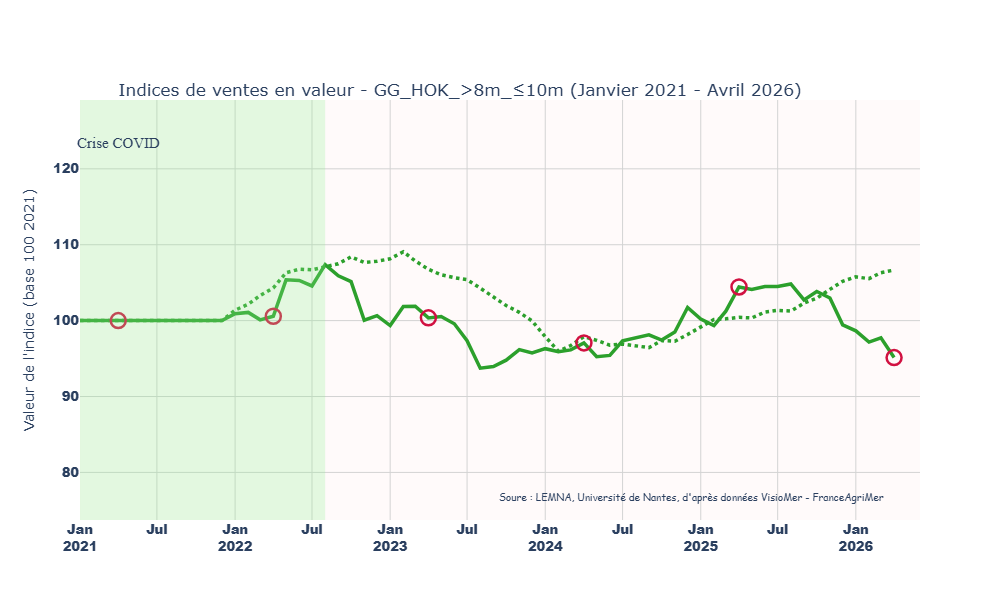 Indices de ventes en valeur - GG_HOK_>8m_≤10m (Janvier 2021 - Avril 2026)
Crise COVID
Valeur de l'indice (base 100 2021)
120
110
100
90
80
Soure : LEMNA, Université de Nantes, d'après données VisioMer - FranceAgriMer
Jan Jul Jan Jul Jan Jul Jan Jul Jan Jul Jan
2021 2022 2023 2024 2025 2026